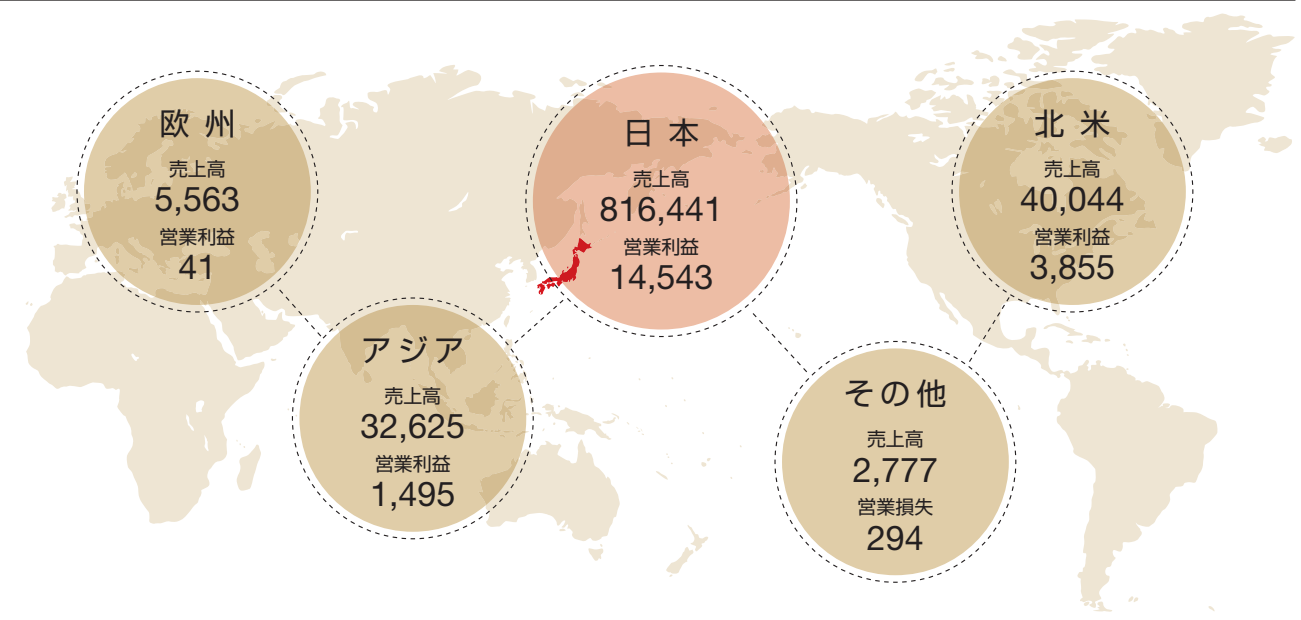 欧州
売上高
5,563
営業利益
41
日本
売上高
816,441
営業利益
14,543
北米
売上高
40,044
営業利益
3,855
アジア
売上高
32,625
営業利益
1,495
その他
売上高
2,777
営業損失
294